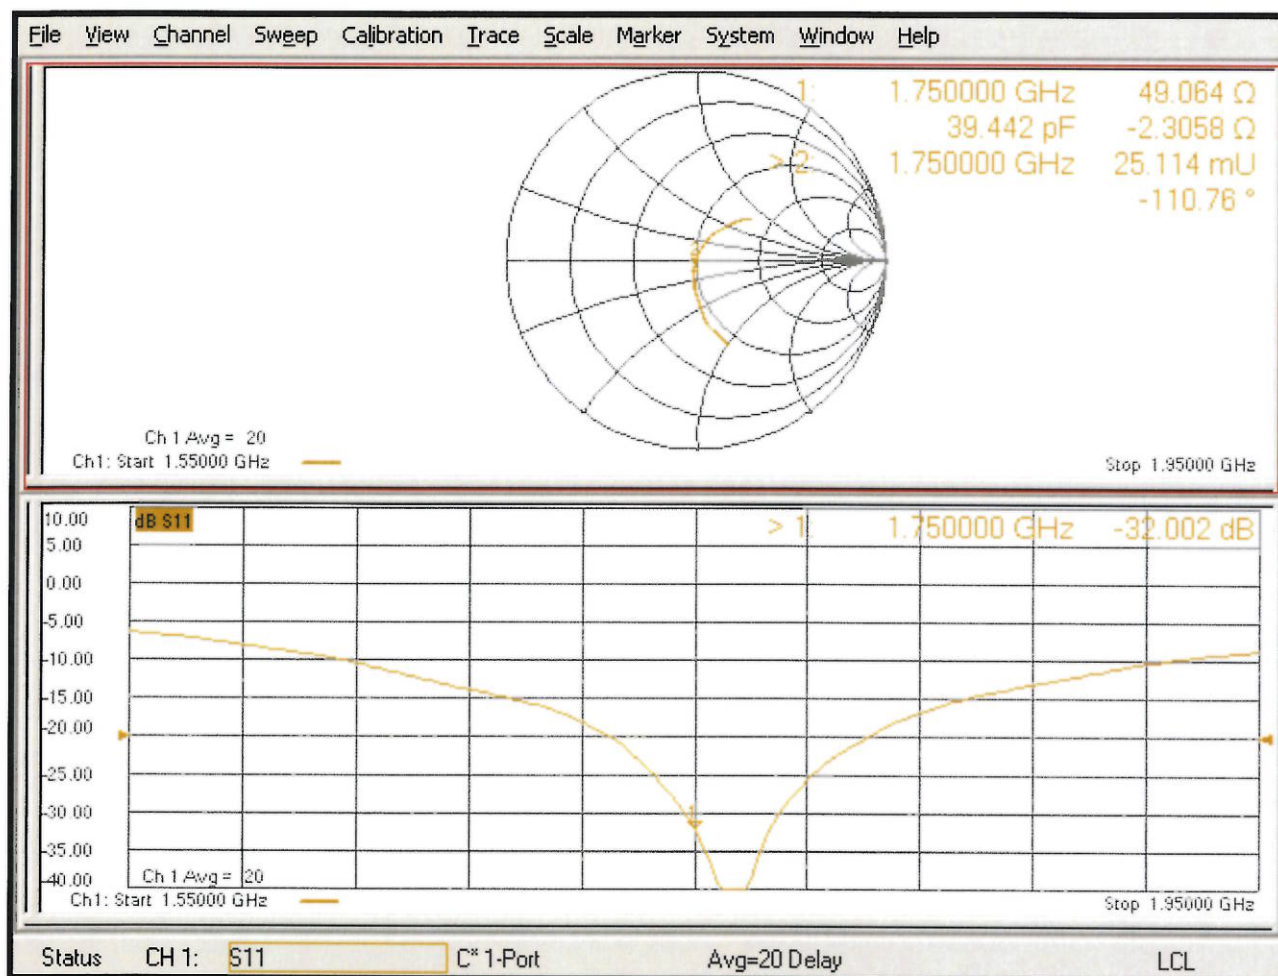 File View Channel Sweep Calibration Trace Scale Marker System Window Help
1: 1.750000 GHz 49.064 Ω
39.442 pF -2.3058 Ω
> 2: 1.750000 GHz 25.114 mU
-110.76 °
Ch 1 Avg = 20
Ch1: Start 1.55000 GHz Stop 1.95000 GHz
10.00 dB S11 > 1: 1.750000 GHz -32.002 dB
5.00
0.00
-5.00
-10.00
-15.00
-20.00
-25.00
-30.00 1
-35.00
-40.00 Ch 1 Avg = 20
Ch1: Start 1.55000 GHz Stop 1.95000 GHz
Status CH 1: S11 C* 1-Port Avg=20 Delay LCL